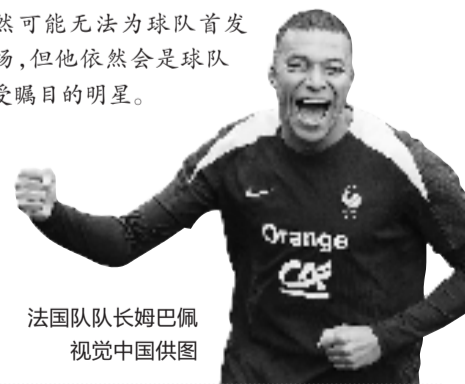 然可能无法为球队首发
场，但他依然会是球队
受瞩目的明星。
Orange
CA
法国队队长姆巴佩
视觉中国供图